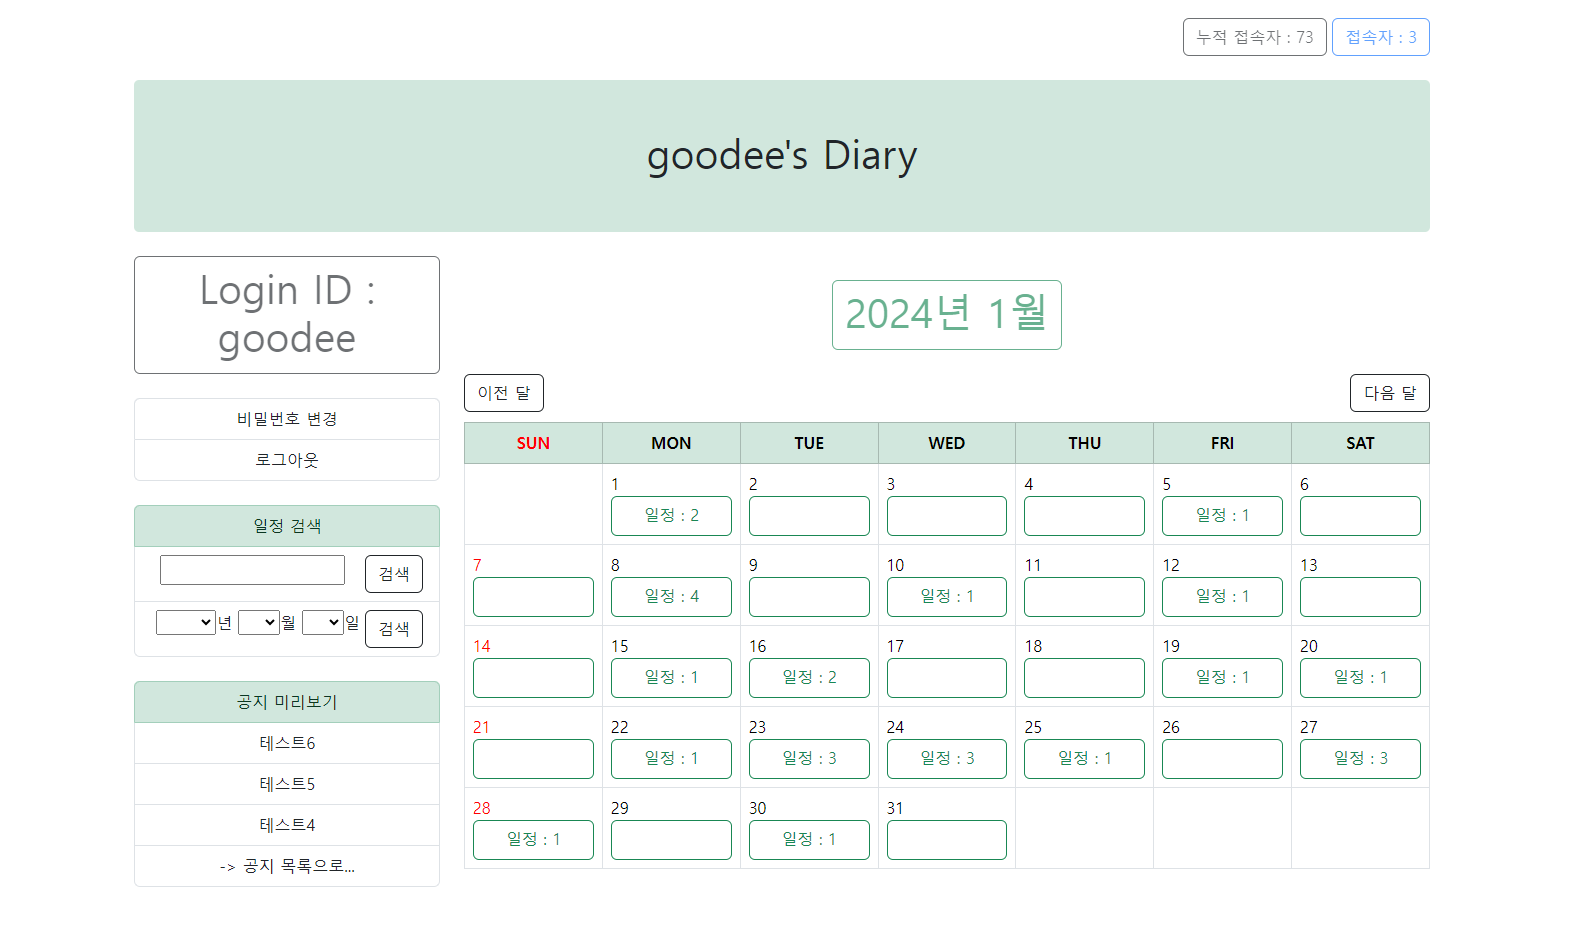 누적 접속자 : 73 접속자 : 3
goodee's Diary
Login ID :
goodee
비밀번호 변경
로그아웃
일정 검색
검색
년 월 일 검색
공지 미리보기
테스트6
테스트5
테스트4
-> 공지 목록으로...
2024년 1월
이전 달 다음 달
SUN MON TUE WED THU FRI SAT
1 2 3 4 5 6
일정 : 2 일정 : 1
7 8 9 10 11 12 13
일정 : 4 일정 : 1 일정 : 1
14 15 16 17 18 19 20
일정 : 1 일정 : 2 일정 : 1 일정 : 1
21 22 23 24 25 26 27
일정 : 1 일정 : 3 일정 : 3 일정 : 1 일정 : 3
28 29 30 31
일정 : 1 일정 : 1